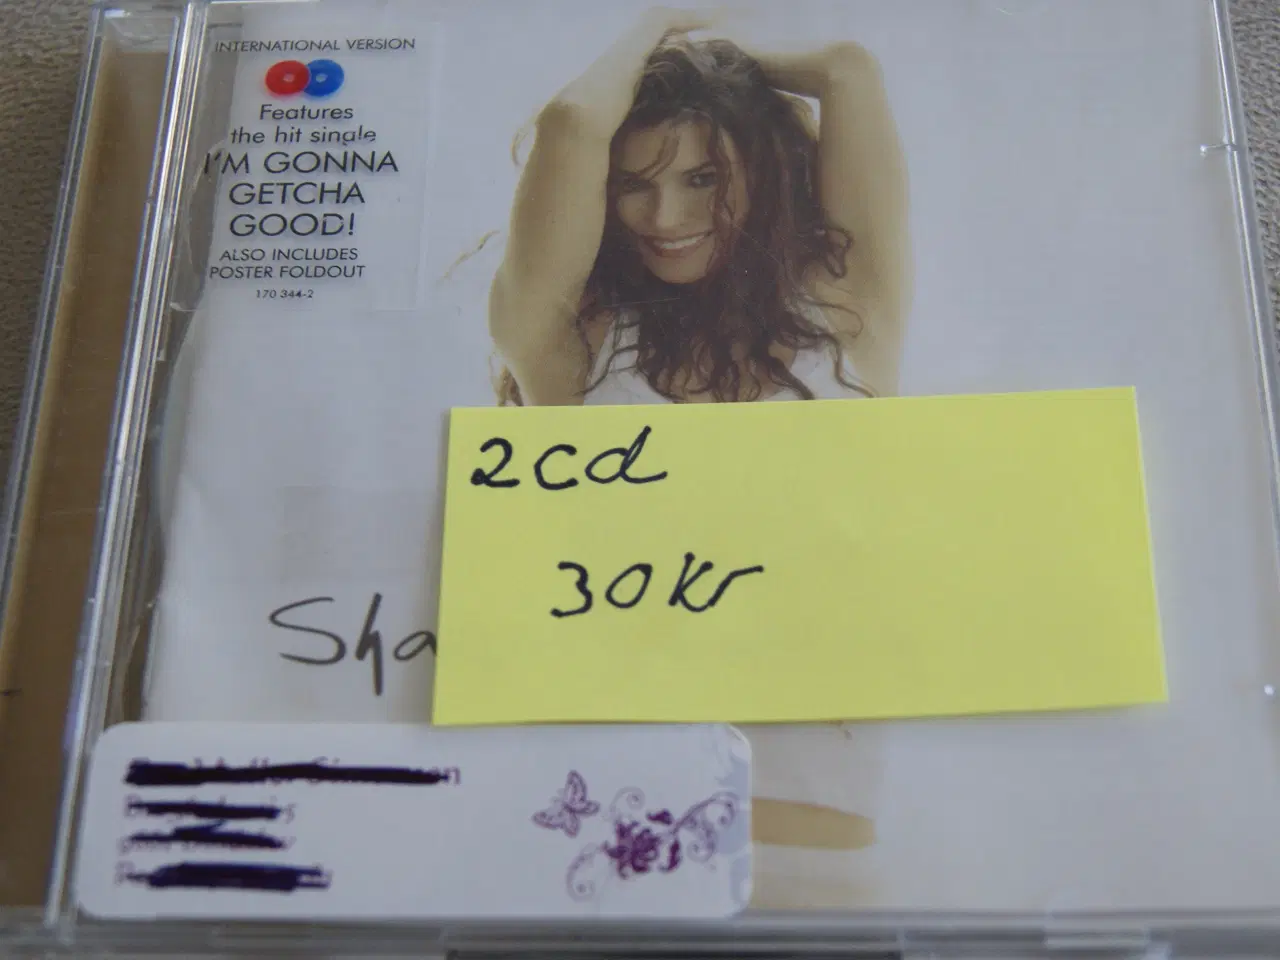 INTERNATIONAL VERSION
Features
the hit single
I'M GONNA
GETCHA
GOOD!
ALSO INCLUDES
POSTER FOLDOUT
170 344-2
2cd
30kr
Sha